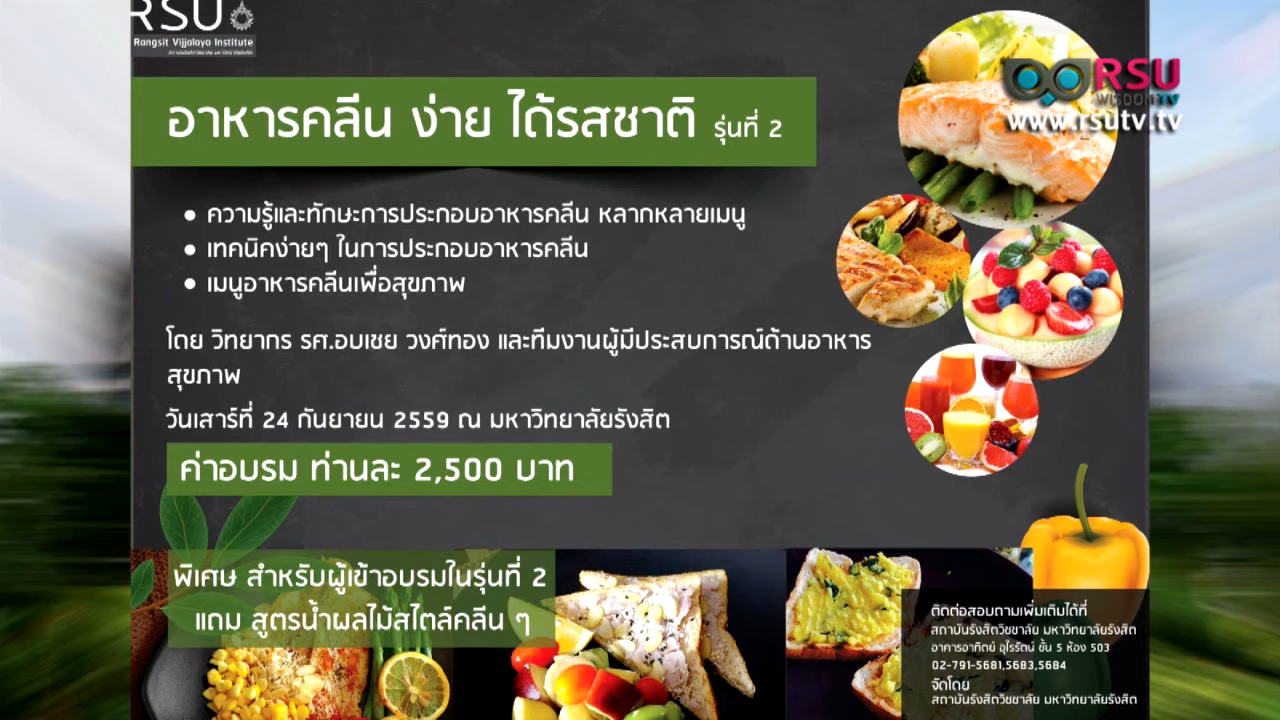 RSU
Rangsit Vijjalaya Institute
RSU
WISDOM TV
www.rsutv.tv
อาหารคลีน ง่าย ได้รสชาติ รุ่นที่ 2
● ความรู้และทักษะการประกอบอาหารคลีน หลากหลายเมนู
● เทคนิคง่ายๆ ในการประกอบอาหารคลีน
● เมนูอาหารคลีนเพื่อสุขภาพ
โดย วิทยากร รศ.อบเชย วงศ์ทอง และทีมงานผู้มีประสบการณ์ด้านอาหาร
สุขภาพ
วันเสาร์ที่ 24 กันยายน 2559 ณ มหาวิทยาลัยรังสิต
ค่าอบรม ท่านละ 2,500 บาท
พิเศษ สำหรับผู้เข้าอบรมในรุ่นที่ 2
แถม สูตรน้ำผลไม้สไตล์คลีน ๆ
ติดต่อสอบถามเพิ่มเติมได้ที่
สถาบันรังสิตวิชชาลัย มหาวิทยาลัยรังสิต
อาคารอาทิตย์ อุไรรัตน์ ชั้น 5 ห้อง 503
02-791-5681,5683,5684
จัดโดย
สถาบันรังสิตวิชชาลัย มหาวิทยาลัยรังสิต